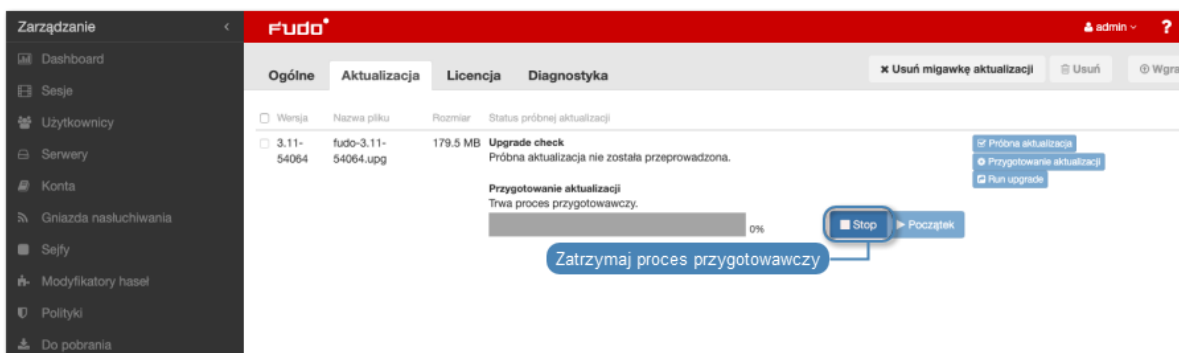 Zarządzanie
Fudo
admin
?
Dashboard
Sesje
Użytkownicy
Serwery
Konta
Gniazda nasłuchiwania
Sejfy
Modyfikatory haseł
Polityki
Do pobrania
Ogólne Aktualizacja Licencja Diagnostyka
Usuń migawkę aktualizacji Usuń Wgra
Wersja Nazwa pliku Rozmiar Status próbnej aktualizacji
3.11-54064 fudo-3.11-54064.upg 179.5 MB Upgrade check
Próbna aktualizacja nie została przeprowadzona.
Próbna aktualizacja
Przygotowanie aktualizacji
Run upgrade
Przygotowanie aktualizacji
Trwa proces przygotowawczy.
0%
Stop Początek
Zatrzymaj proces przygotowawczy